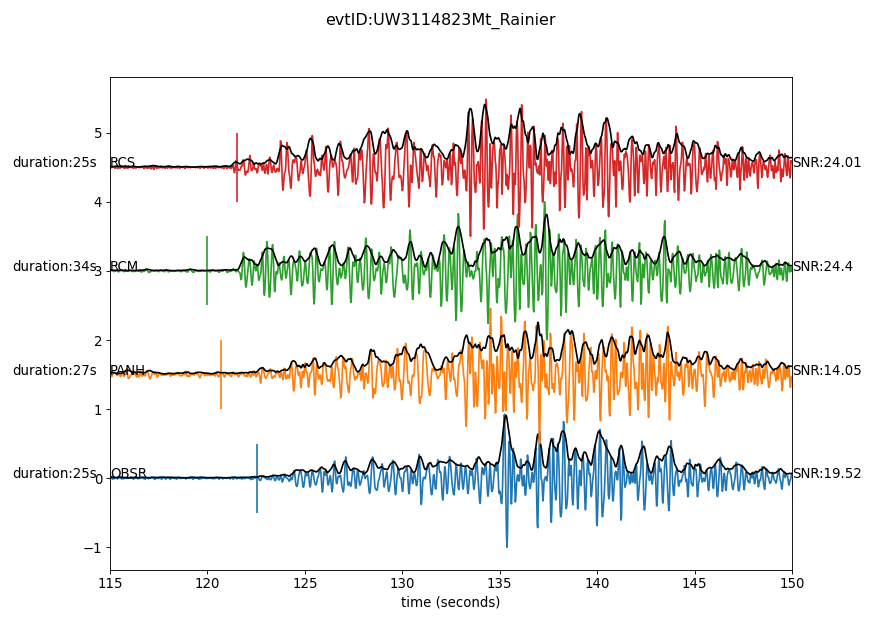 evtID:UW3114823Mt_Rainier
5
duration:25s RCS SNR:24.01
4
duration:34s 3 RCM SNR:24.4
2
duration:27s PANH SNR:14.05
1
duration:25s 0 OBSR SNR:19.52
−1
115 120 125 130 135 140 145 150
time (seconds)